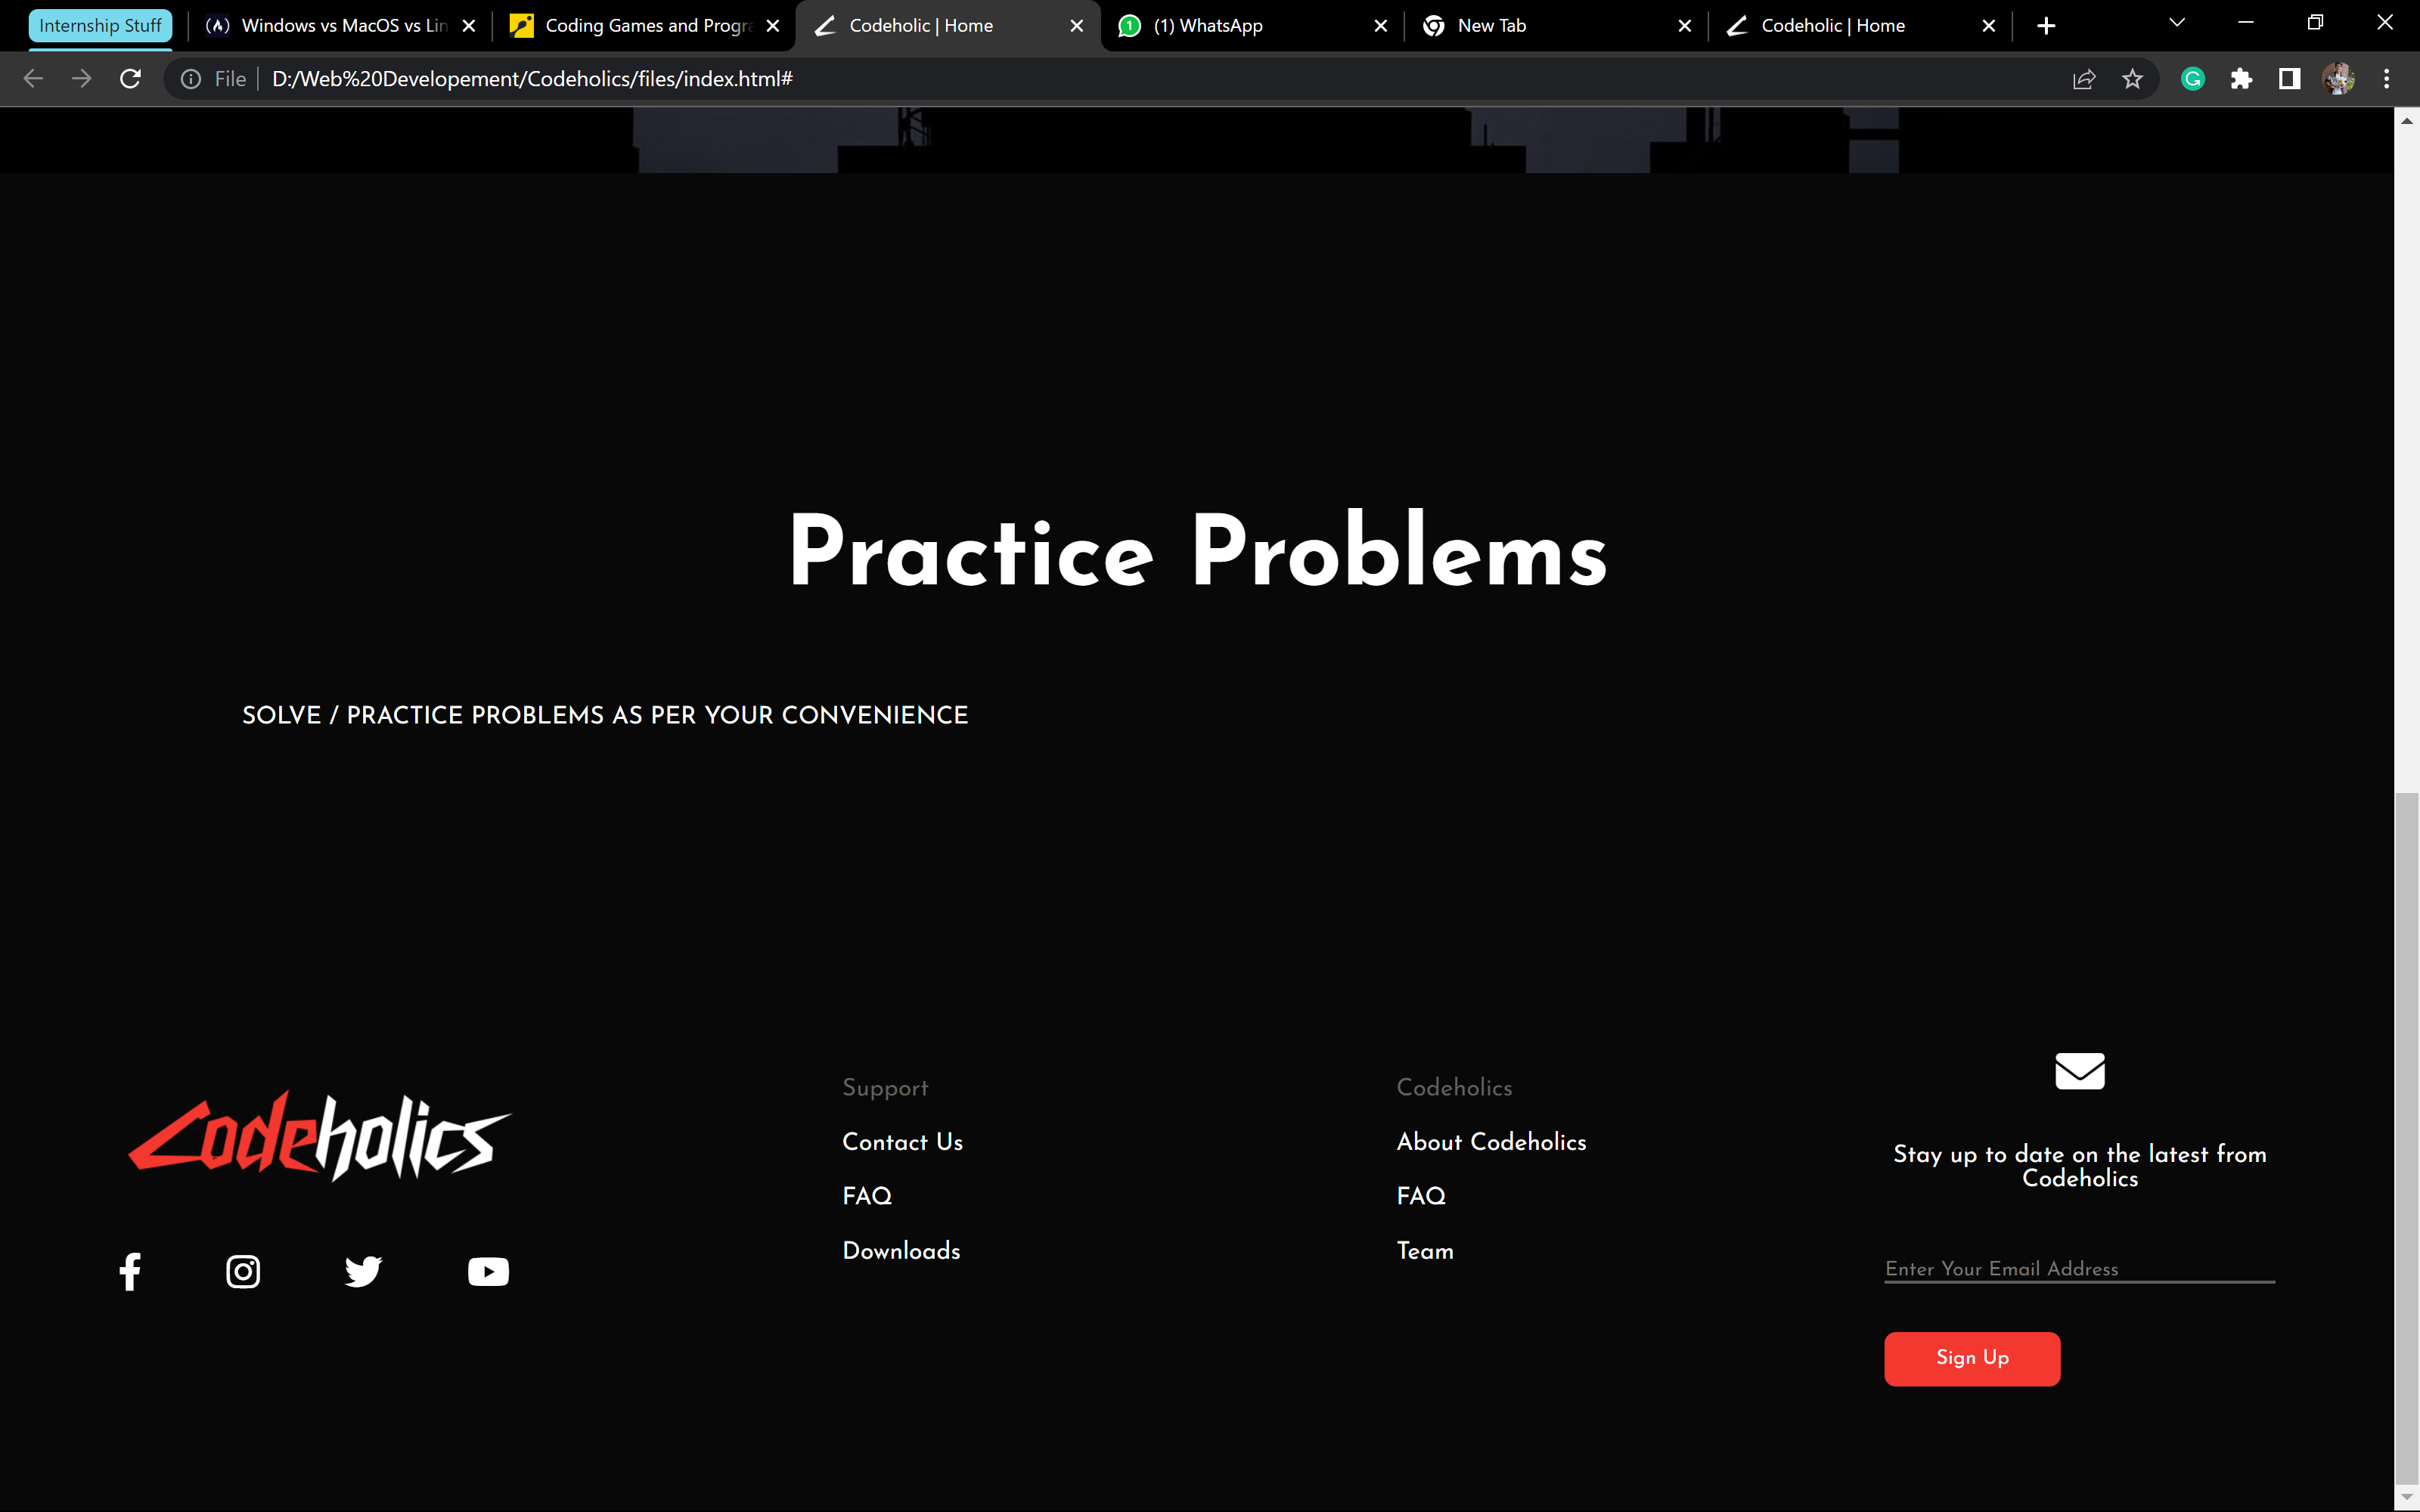 Internship Stuff
Windows vs MacOS vs Lin
Coding Games and Progra
Codeholic | Home
(1) WhatsApp
New Tab
Codeholic | Home
File
D:/Web%20Developement/Codeholics/files/index.html#
Practice Problems
SOLVE / PRACTICE PROBLEMS AS PER YOUR CONVENIENCE
Codeholics
Support
Contact Us
FAQ
Downloads
Codeholics
About Codeholics
FAQ
Team
Stay up to date on the latest from
Codeholics
Enter Your Email Address
Sign Up